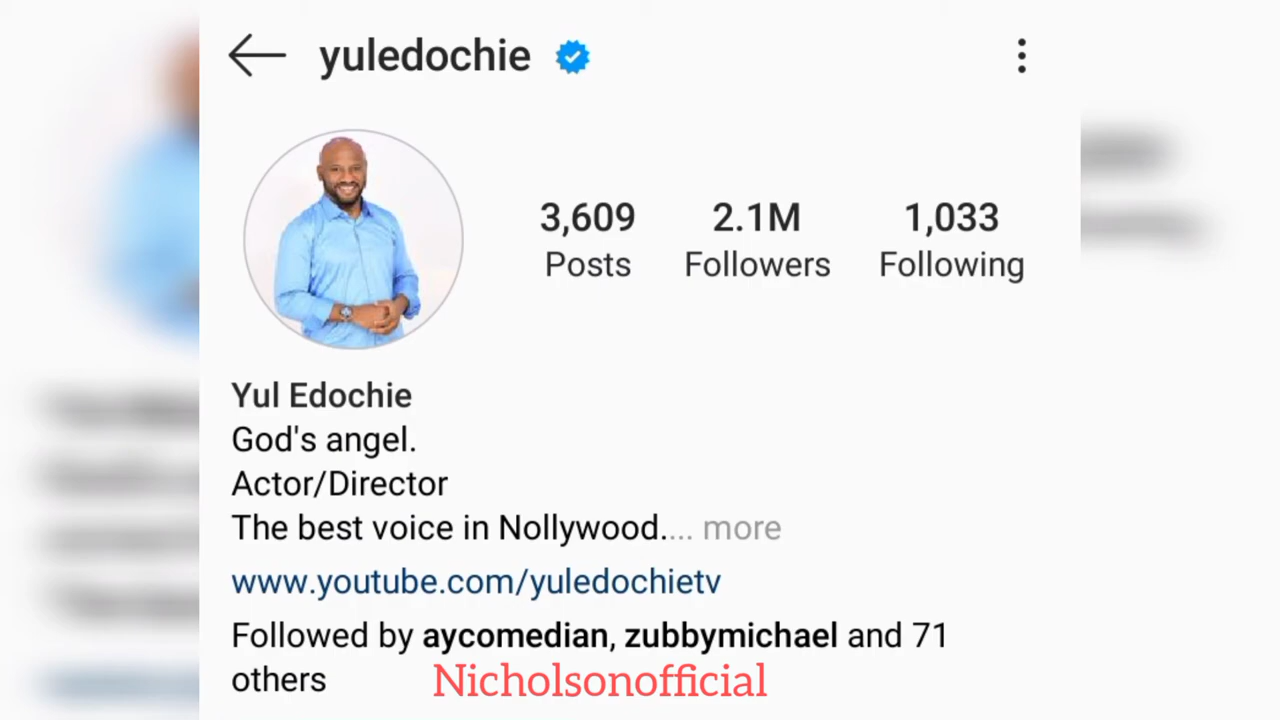 yuledochie
3,609 2.1M 1,033
Posts Followers Following
Yul Edochie
God's angel.
Actor/Director
The best voice in Nollywood.... more
www.youtube.com/yuledochietv
Followed by aycomedian, zubbymichael and 71
others
Nicholsonofficial